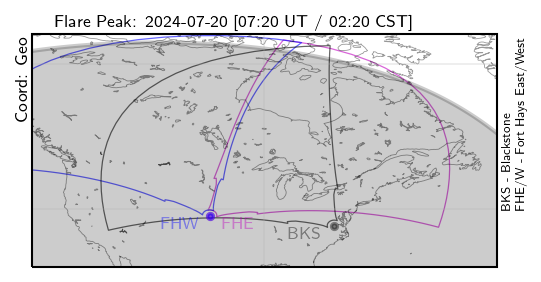 Flare Peak: 2024-07-20 [07:20 UT / 02:20 CST]
Coord: Geo
FHW
FHE
BKS
BKS - Blackstone
FHE/W - Fort Hays East/West